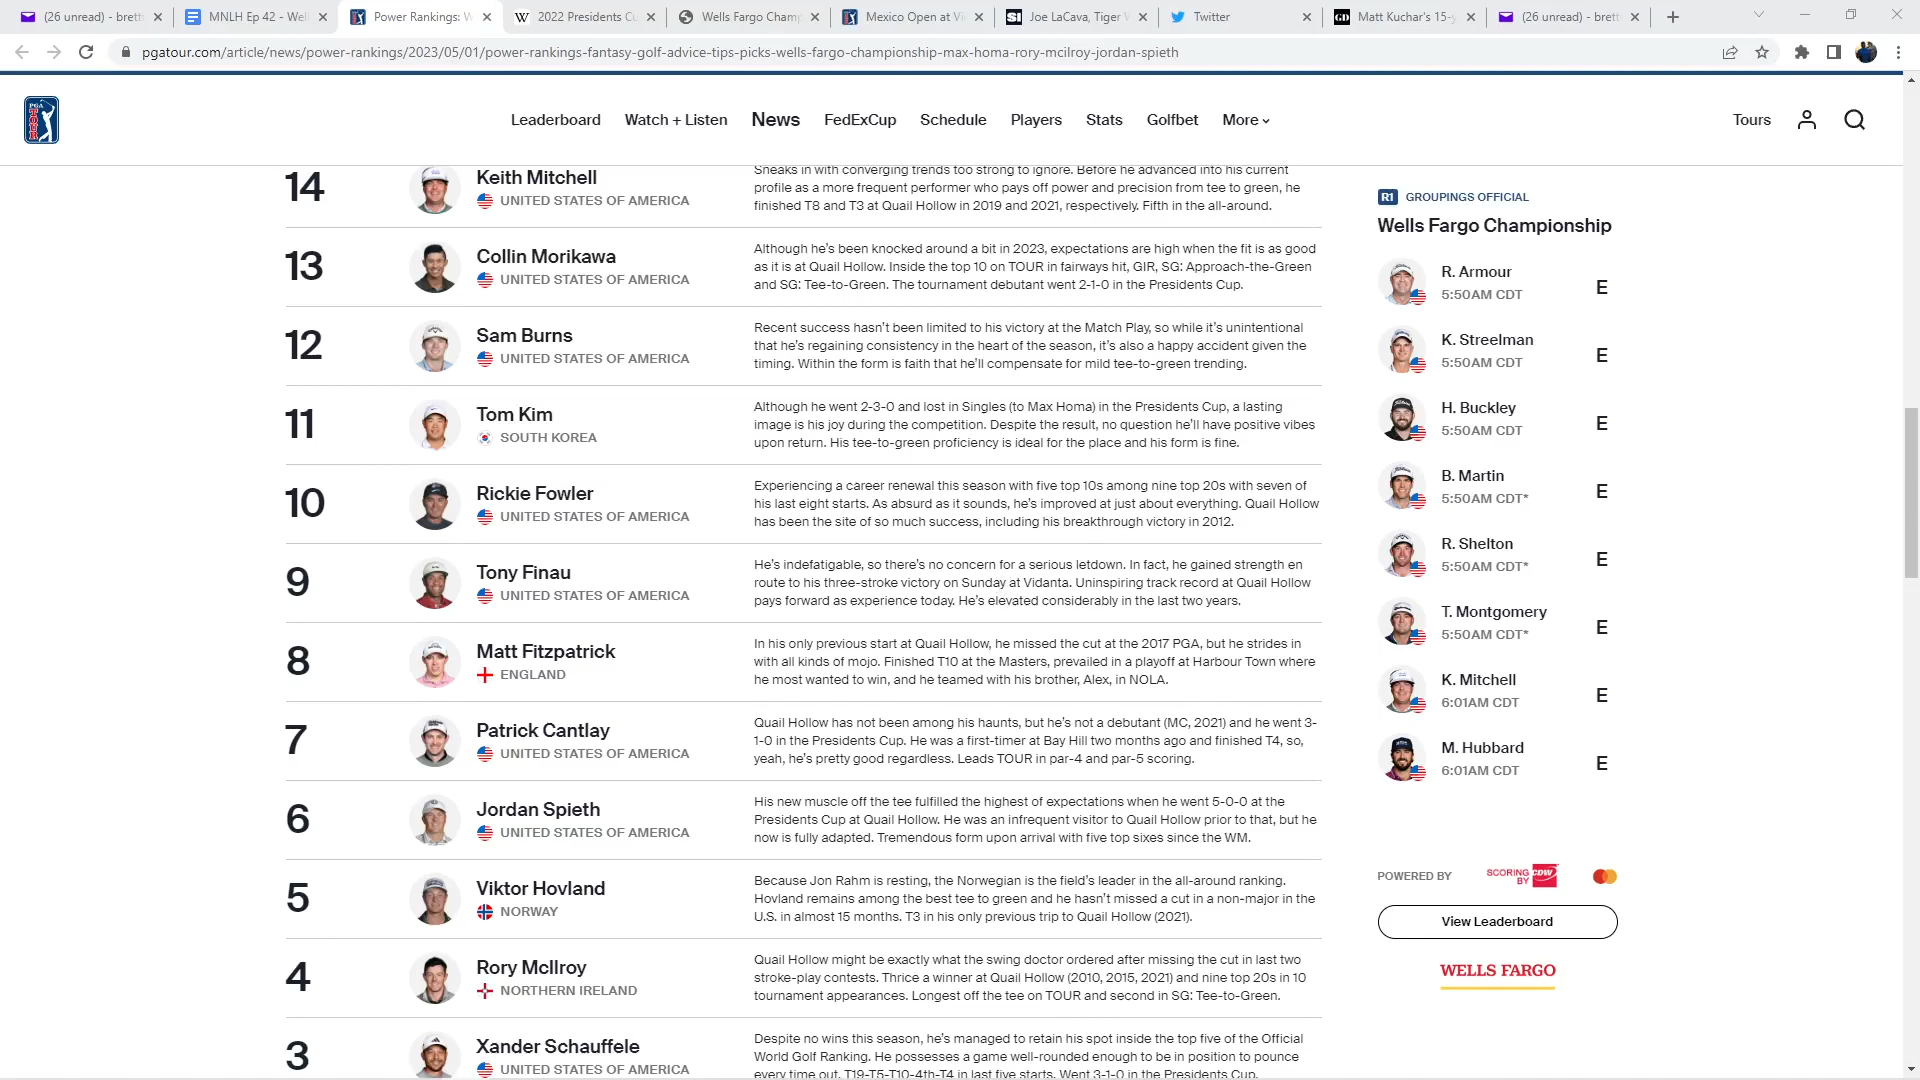 (26 unread) - brett
MNLH Ep 42 - Wel
Power Rankings: W
2022 Presidents Cu
Wells Fargo Champ
Mexico Open at Vi
Joe LaCava, Tiger W
Twitter
Matt Kuchar's 15-y
(26 unread) - brett
pgatour.com/article/news/power-rankings/2023/05/01/power-rankings-fantasy-golf-advice-tips-picks-wells-fargo-championship-max-homa-rory-mcilroy-jordan-spieth
PGA TOUR
Leaderboard
Watch + Listen
News
FedExCup
Schedule
Players
Stats
Golfbet
More
Tours
14
Keith Mitchell
UNITED STATES OF AMERICA
Sneaks in with converging trends too strong to ignore. Before he advanced into his current
profile as a more frequent performer who pays off power and precision from tee to green, he
finished T8 and T3 at Quail Hollow in 2019 and 2021, respectively. Fifth in the all-around.
13
Collin Morikawa
UNITED STATES OF AMERICA
Although he's been knocked around a bit in 2023, expectations are high when the fit is as good
as it is at Quail Hollow. Inside the top 10 on TOUR in fairways hit, GIR, SG: Approach-the-Green
and SG: Tee-to-Green. The tournament debutant went 2-1-0 in the Presidents Cup.
12
Sam Burns
UNITED STATES OF AMERICA
Recent success hasn't been limited to his victory at the Match Play, so while it's unintentional
that he's regaining consistency in the heart of the season, it's also a happy accident given the
timing. Within the form is faith that he'll compensate for mild tee-to-green trending.
11
Tom Kim
SOUTH KOREA
Although he went 2-3-0 and lost in Singles (to Max Homa) in the Presidents Cup, a lasting
image is his joy during the competition. Despite the result, no question he'll have positive vibes
upon return. His tee-to-green proficiency is ideal for the place and his form is fine.
10
Rickie Fowler
UNITED STATES OF AMERICA
Experiencing a career renewal this season with five top 10s among nine top 20s with seven of
his last eight starts. As absurd as it sounds, he's improved at just about everything. Quail Hollow
has been the site of so much success, including his breakthrough victory in 2012.
9
Tony Finau
UNITED STATES OF AMERICA
He's indefatigable, so there's no concern for a serious letdown. In fact, he gained strength en
route to his three-stroke victory on Sunday at Vidanta. Uninspiring track record at Quail Hollow
pays forward as experience today. He's elevated considerably in the last two years.
8
Matt Fitzpatrick
ENGLAND
In his only previous start at Quail Hollow, he missed the cut at the 2017 PGA, but he strides in
with all kinds of mojo. Finished T10 at the Masters, prevailed in a playoff at Harbour Town where
he most wanted to win, and he teamed with his brother, Alex, in NOLA.
7
Patrick Cantlay
UNITED STATES OF AMERICA
Quail Hollow has not been among his haunts, but he's not a debutant (MC, 2021) and he went 3-
1-0 in the Presidents Cup. He was a first-timer at Bay Hill two months ago and finished T4, so,
yeah, he's pretty good regardless. Leads TOUR in par-4 and par-5 scoring.
6
Jordan Spieth
UNITED STATES OF AMERICA
His new muscle off the tee fulfilled the highest of expectations when he went 5-0-0 at the
Presidents Cup at Quail Hollow. He was an infrequent visitor to Quail Hollow prior to that, but he
now is fully adapted. Tremendous form upon arrival with five top sixes since the WM.
5
Viktor Hovland
NORWAY
Because Jon Rahm is resting, the Norwegian is the field's leader in the all-around ranking.
Hovland remains among the best tee to green and he hasn't missed a cut in a non-major in the
U.S. in almost 15 months. T3 in his only previous trip to Quail Hollow (2021).
4
Rory McIlroy
NORTHERN IRELAND
Quail Hollow might be exactly what the swing doctor ordered after missing the cut in last two
stroke-play contests. Thrice a winner at Quail Hollow (2010, 2015, 2021) and nine top 20s in 10
tournament appearances. Longest off the tee on TOUR and second in SG: Tee-to-Green.
3
Xander Schauffele
UNITED STATES OF AMERICA
Despite no wins this season, he's managed to retain his spot inside the top five of the Official
World Golf Ranking. He possesses a game well-rounded enough to be in position to pounce
every time out. T19-T5-T10-4th-T4 in last five starts. Went 3-1-0 in the Presidents Cup.
R1 GROUPINGS OFFICIAL
Wells Fargo Championship
R. Armour
5:50AM CDT
E
K. Streelman
5:50AM CDT
E
H. Buckley
5:50AM CDT
E
B. Martin
5:50AM CDT*
E
R. Shelton
5:50AM CDT*
E
T. Montgomery
5:50AM CDT*
E
K. Mitchell
6:01AM CDT
E
M. Hubbard
6:01AM CDT
E
POWERED BY
SCORING BY CDW
View Leaderboard
WELLS FARGO